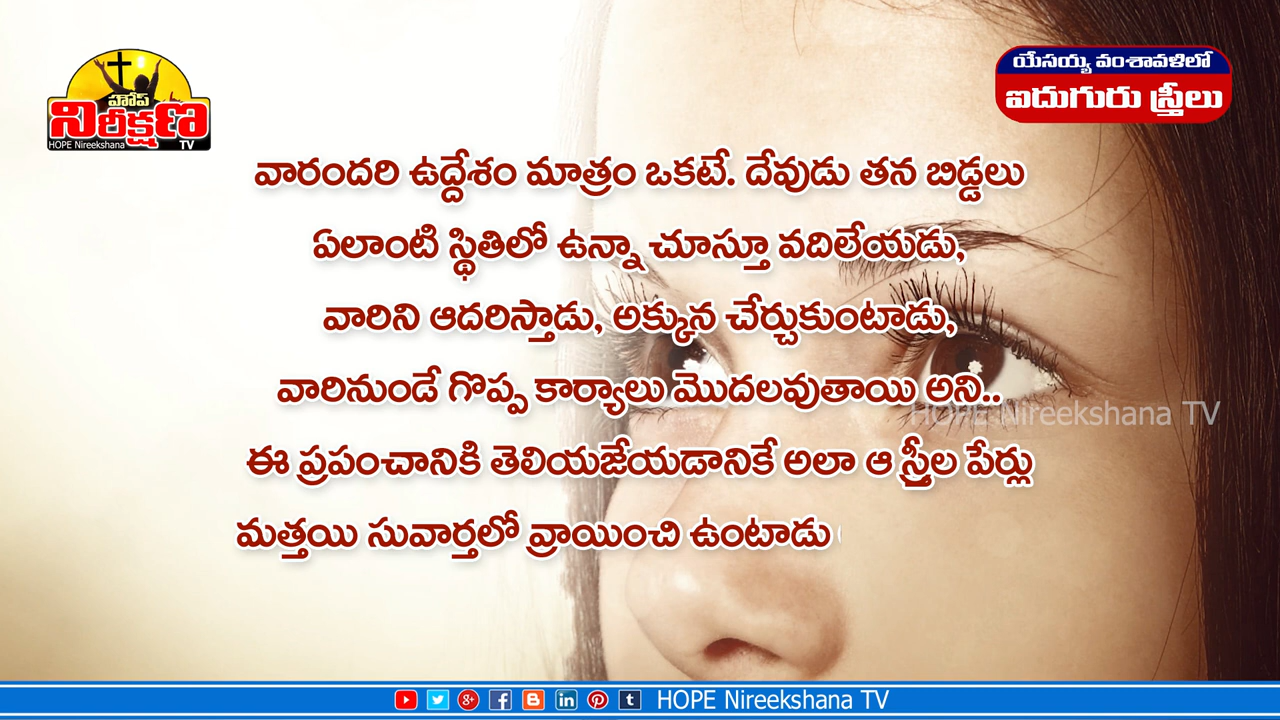 హోప్
నిరీక్షణ
HOPE Nireekshana TV
యేసయ్య వంశావళిలో
ఐదుగురు స్త్రీలు
వారందరి ఉద్దేశం మాత్రం ఒకటే. దేవుడు తన బిడ్డలు
ఏలాంటి స్థితిలో ఉన్నా చూస్తూ వదిలేయడు,
వారిని ఆదరిస్తాడు, అక్కున చేర్చుకుంటాడు,
వారినుండే గొప్ప కార్యాలు మొదలవుతాయి అని..
HOPE Nireekshana TV
ఈ ప్రపంచానికి తెలియజేయడానికే అలా ఆ స్త్రీల పేర్లు
మత్తయి సువార్తలో వ్రాయించి ఉంటాడు
HOPE Nireekshana TV